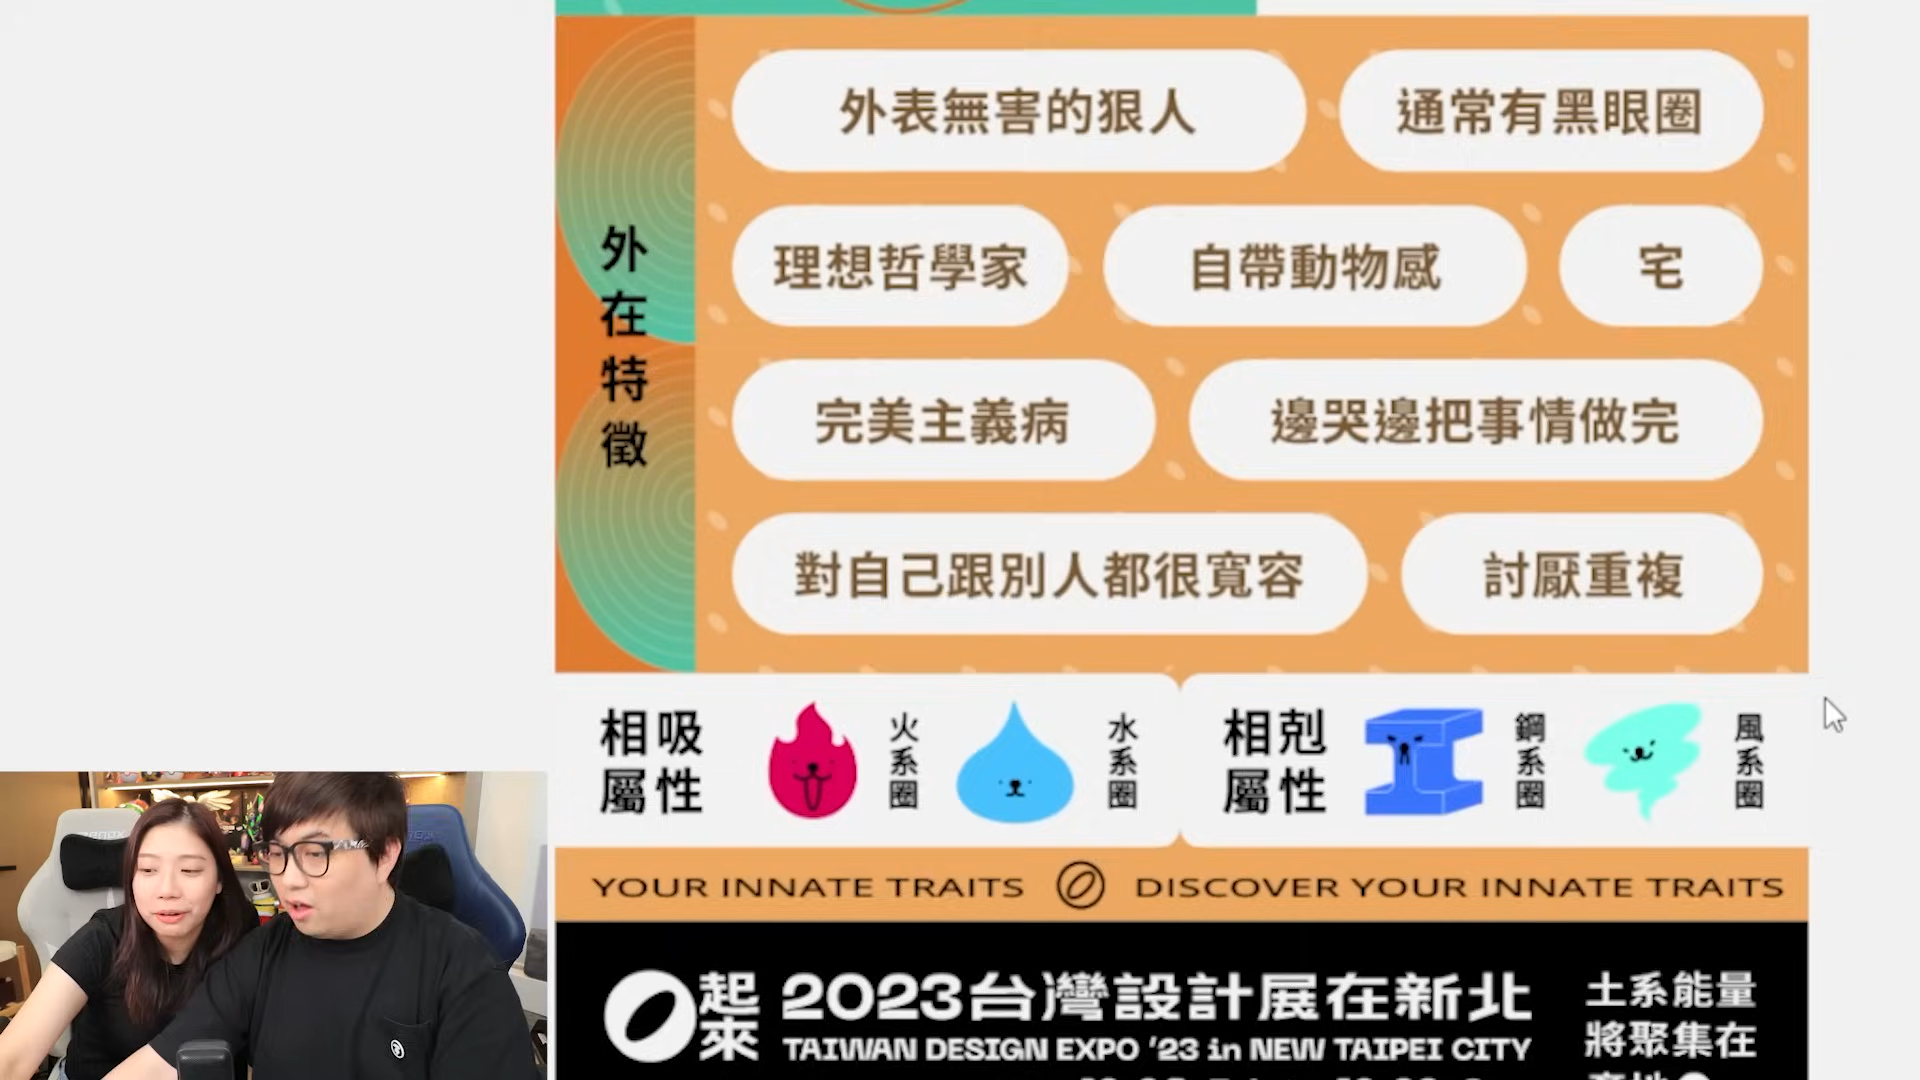 外在特徵
外表無害的狠人
通常有黑眼圈
理想哲學家
自帶動物感
宅
完美主義病
邊哭邊把事情做完
對自己跟別人都很寬容
討厭重複
相吸屬性
火系圈
水系圈
相剋屬性
鋼系圈
風系圈
YOUR INNATE TRAITS
DISCOVER YOUR INNATE TRAITS
起來
2023台灣設計展在新北
TAIWAN DESIGN EXPO '23 in NEW TAIPEI CITY
土系能量
將聚集在